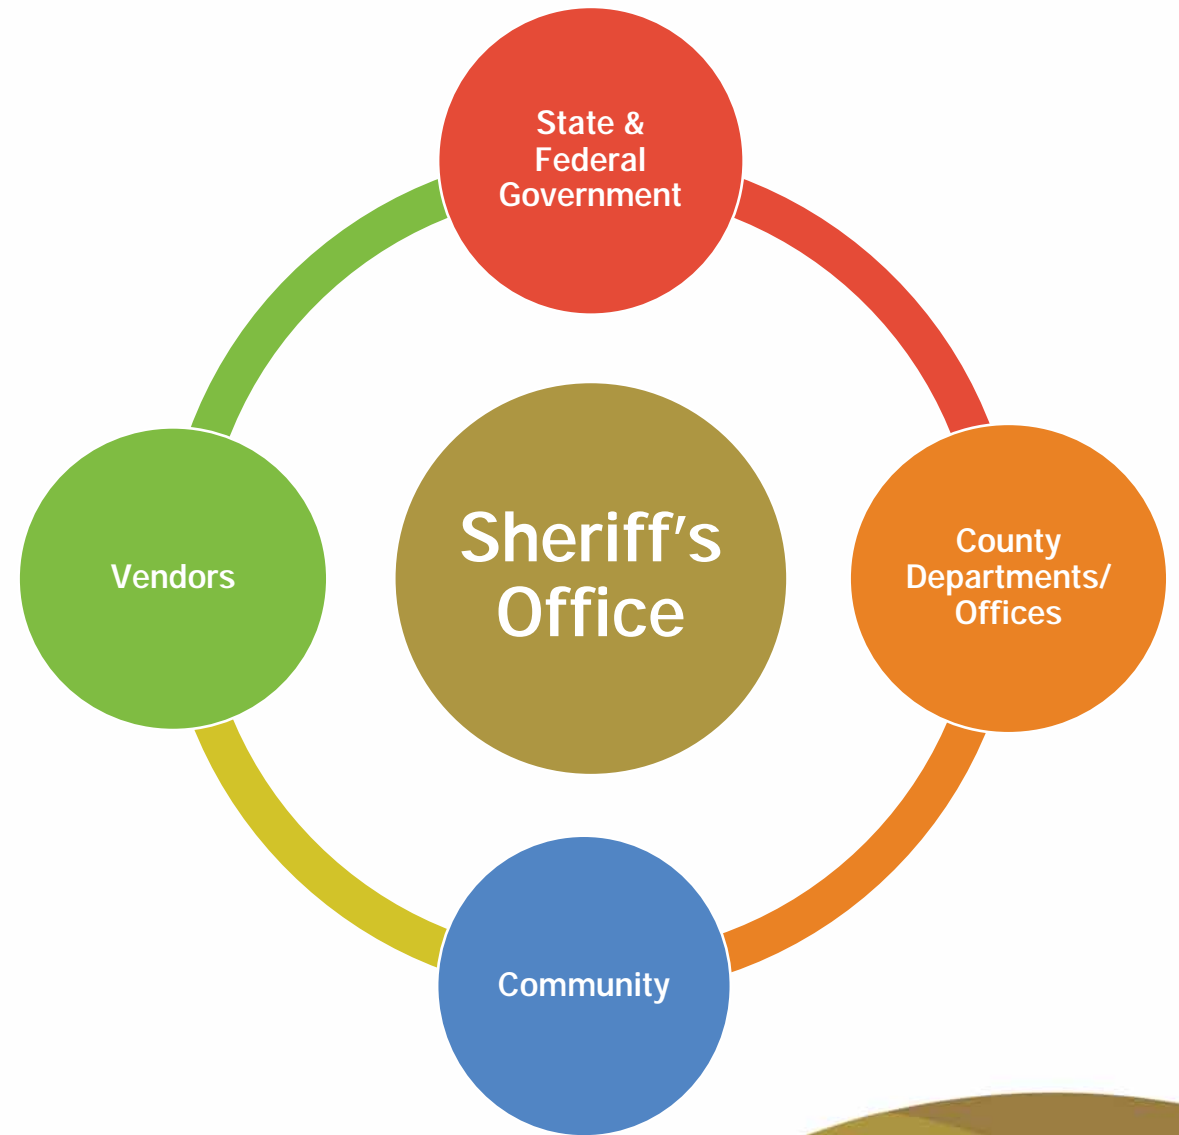 State &
Federal
Government
Vendors
Sheriff's
Office
County
Departments/
Offices
Community